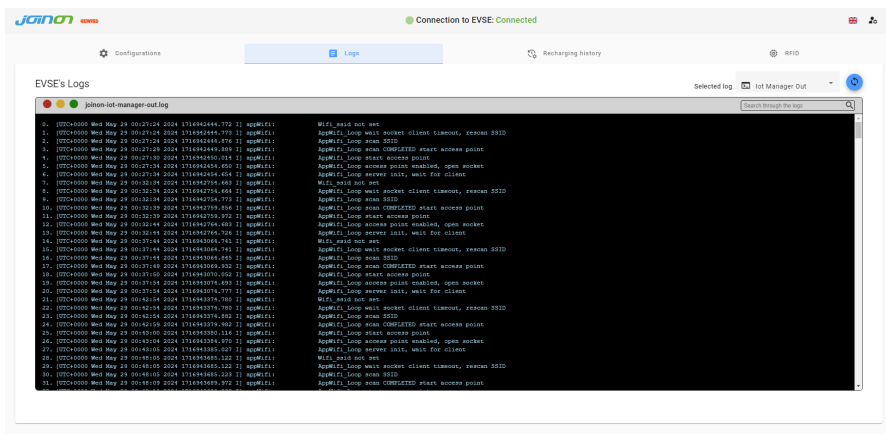 JOINON GEWISS
Connection to EVSE: Connected
Configurations
Logs
Recharging history
RFID
EVSE's Logs
Selected log
Iot Manager Out
joinon-iot-manager-out.log
Search through the logs
0. [UTC+0000 Wed May 29 00:27:24 2024 1716942444.772 I] appWifi: Wifi_ssid not set
1. [UTC+0000 Wed May 29 00:27:24 2024 1716942444.773 I] appWifi: AppWifi_Loop wait socket client timeout, rescan SSID
2. [UTC+0000 Wed May 29 00:27:24 2024 1716942444.876 I] appWifi: AppWifi_Loop scan SSID
3. [UTC+0000 Wed May 29 00:27:29 2024 1716942449.889 I] appWifi: AppWifi_Loop scan COMPLETED start access point
4. [UTC+0000 Wed May 29 00:27:30 2024 1716942450.014 I] appWifi: AppWifi_Loop start access point
5. [UTC+0000 Wed May 29 00:27:34 2024 1716942454.650 I] appWifi: AppWifi_Loop access point enabled, open socket
6. [UTC+0000 Wed May 29 00:27:34 2024 1716942454.654 I] appWifi: AppWifi_Loop server init, wait for client
7. [UTC+0000 Wed May 29 00:32:34 2024 1716942754.663 I] appWifi: Wifi_ssid not set
8. [UTC+0000 Wed May 29 00:32:34 2024 1716942754.664 I] appWifi: AppWifi_Loop wait socket client timeout, rescan SSID
9. [UTC+0000 Wed May 29 00:32:34 2024 1716942754.773 I] appWifi: AppWifi_Loop scan SSID
10. [UTC+0000 Wed May 29 00:32:39 2024 1716942759.856 I] appWifi: AppWifi_Loop scan COMPLETED start access point
11. [UTC+0000 Wed May 29 00:32:39 2024 1716942759.972 I] appWifi: AppWifi_Loop start access point
12. [UTC+0000 Wed May 29 00:32:44 2024 1716942764.683 I] appWifi: AppWifi_Loop access point enabled, open socket
13. [UTC+0000 Wed May 29 00:32:44 2024 1716942764.726 I] appWifi: AppWifi_Loop server init, wait for client
14. [UTC+0000 Wed May 29 00:37:44 2024 1716943064.741 I] appWifi: Wifi_ssid not set
15. [UTC+0000 Wed May 29 00:37:44 2024 1716943064.741 I] appWifi: AppWifi_Loop wait socket client timeout, rescan SSID
16. [UTC+0000 Wed May 29 00:37:44 2024 1716943064.845 I] appWifi: AppWifi_Loop scan SSID
17. [UTC+0000 Wed May 29 00:37:49 2024 1716943069.932 I] appWifi: AppWifi_Loop scan COMPLETED start access point
18. [UTC+0000 Wed May 29 00:37:50 2024 1716943070.052 I] appWifi: AppWifi_Loop start access point
19. [UTC+0000 Wed May 29 00:37:54 2024 1716943074.693 I] appWifi: AppWifi_Loop access point enabled, open socket
20. [UTC+0000 Wed May 29 00:37:54 2024 1716943074.777 I] appWifi: AppWifi_Loop server init, wait for client
21. [UTC+0000 Wed May 29 00:42:54 2024 1716943374.780 I] appWifi: Wifi_ssid not set
22. [UTC+0000 Wed May 29 00:42:54 2024 1716943374.780 I] appWifi: AppWifi_Loop wait socket client timeout, rescan SSID
23. [UTC+0000 Wed May 29 00:42:54 2024 1716943374.882 I] appWifi: AppWifi_Loop scan SSID
24. [UTC+0000 Wed May 29 00:42:59 2024 1716943379.982 I] appWifi: AppWifi_Loop scan COMPLETED start access point
25. [UTC+0000 Wed May 29 00:43:00 2024 1716943380.116 I] appWifi: AppWifi_Loop start access point
26. [UTC+0000 Wed May 29 00:43:04 2024 1716943384.970 I] appWifi: AppWifi_Loop access point enabled, open socket
27. [UTC+0000 Wed May 29 00:43:05 2024 1716943385.027 I] appWifi: AppWifi_Loop server init, wait for client
28. [UTC+0000 Wed May 29 00:48:05 2024 1716943685.122 I] appWifi: Wifi_ssid not set
29. [UTC+0000 Wed May 29 00:48:05 2024 1716943685.122 I] appWifi: AppWifi_Loop wait socket client timeout, rescan SSID
30. [UTC+0000 Wed May 29 00:48:05 2024 1716943685.223 I] appWifi: AppWifi_Loop scan SSID
31. [UTC+0000 Wed May 29 00:48:09 2024 1716943689.972 I] appWifi: AppWifi_Loop scan COMPLETED start access point